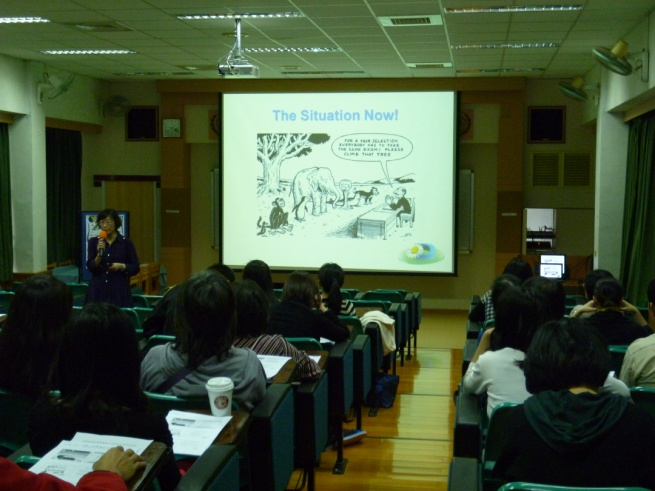 The Situation Now!
FOR A FAIR SELECTION
EVERYBODY HAS TO TAKE
THE SAME EXAM: PLEASE
CLIMB THAT TREE